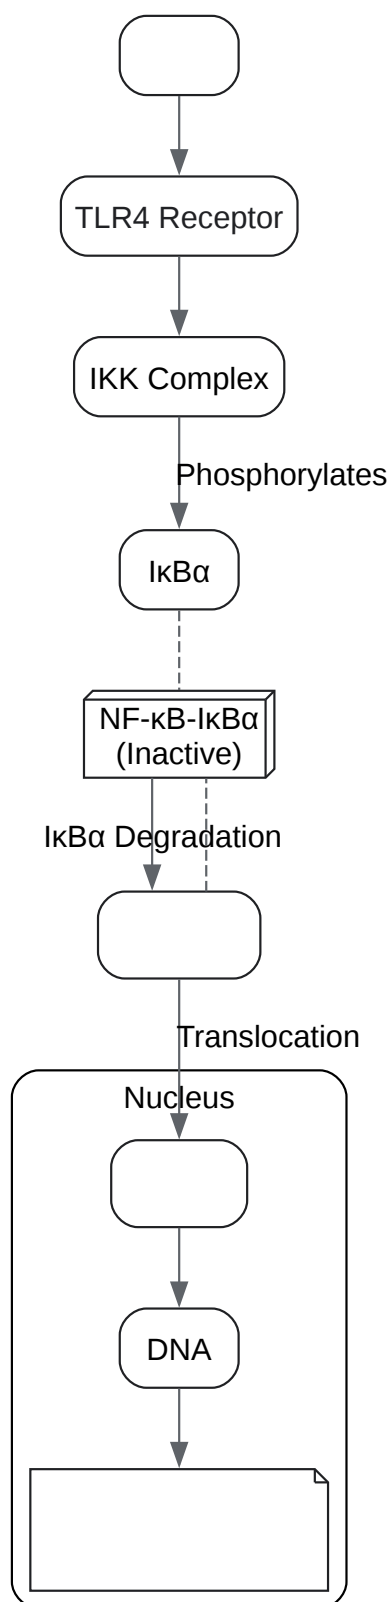 TLR4 Receptor
IKK Complex
Phosphorylates
IκBα
NF-κB-IκBα
(Inactive)
IκBα Degradation
Translocation
Nucleus
DNA